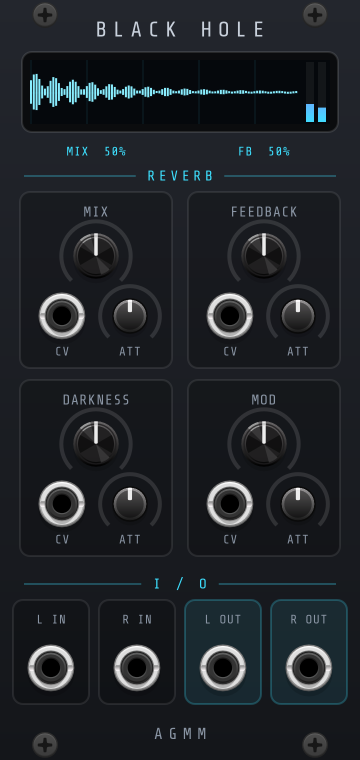 BLACK HOLE
MIX 50% FB 50%
REVERB
MIX FEEDBACK
CV ATT CV ATT
DARKNESS MOD
CV ATT CV ATT
I / O
L IN R IN L OUT R OUT
AGMM